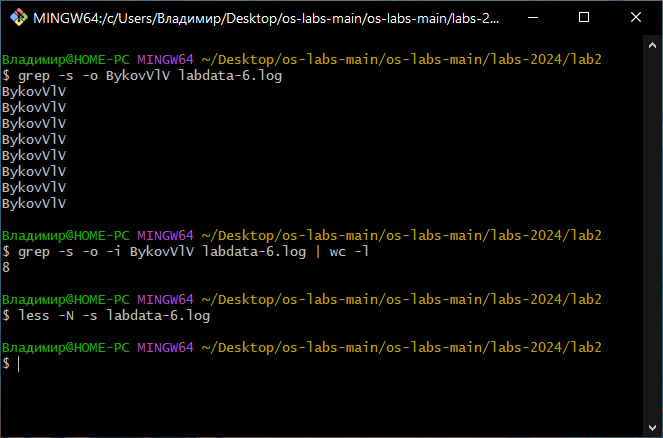 MINGW64:/c/Users/Владимир/Desktop/os-labs-main/os-labs-main/labs-2...
Владимир@HOME-PC MINGW64 ~/Desktop/os-labs-main/os-labs-main/labs-2024/lab2
$ grep -s -o BykovVlV labdata-6.log
BykovVlV
BykovVlV
BykovVlV
BykovVlV
BykovVlV
BykovVlV
BykovVlV
BykovVlV
Владимир@HOME-PC MINGW64 ~/Desktop/os-labs-main/os-labs-main/labs-2024/lab2
$ grep -s -o -i BykovVlV labdata-6.log | wc -l
8
Владимир@HOME-PC MINGW64 ~/Desktop/os-labs-main/os-labs-main/labs-2024/lab2
$ less -N -s labdata-6.log
Владимир@HOME-PC MINGW64 ~/Desktop/os-labs-main/os-labs-main/labs-2024/lab2
$